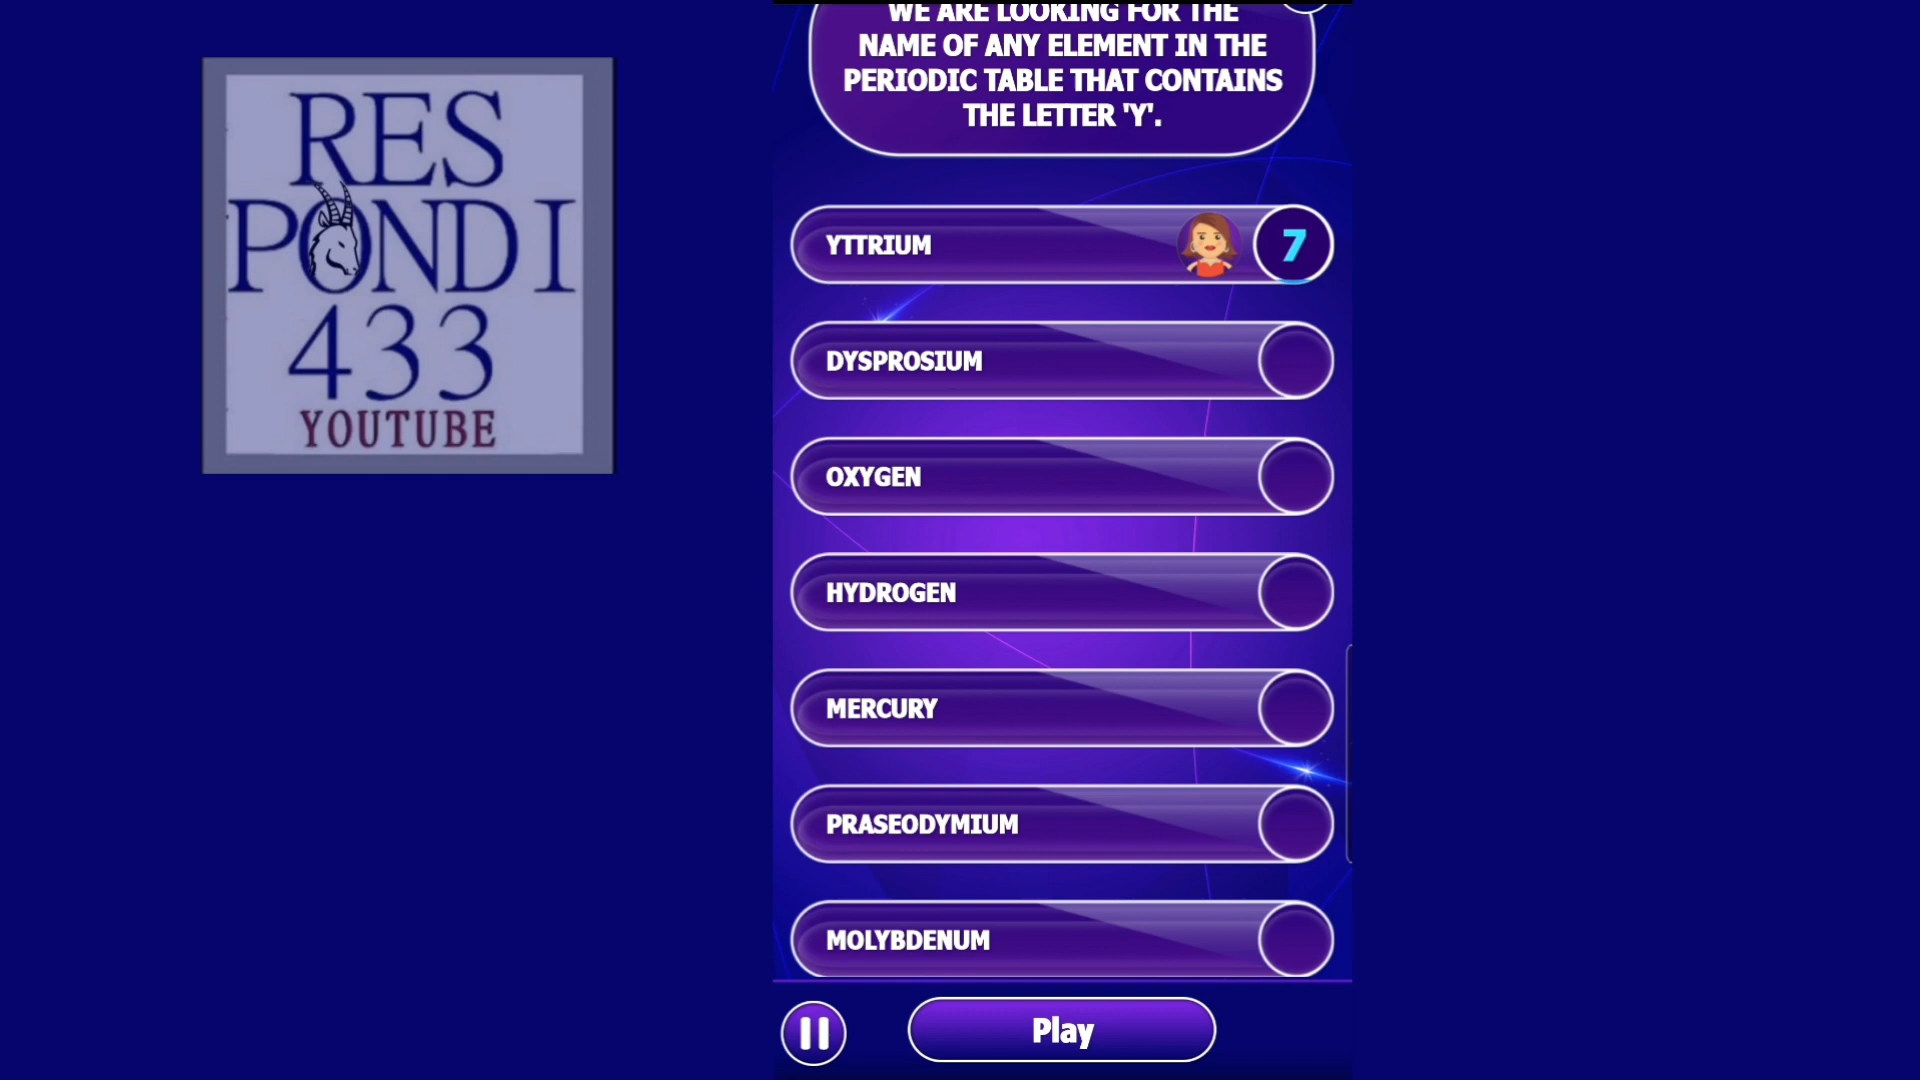 RES
POND I
433
YOUTUBE
WE ARE LOOKING FOR THE
NAME OF ANY ELEMENT IN THE
PERIODIC TABLE THAT CONTAINS
THE LETTER 'Y'.
YTTRIUM 7
DYSPROSIUM
OXYGEN
HYDROGEN
MERCURY
PRASEODYMIUM
MOLYBDENUM
Play